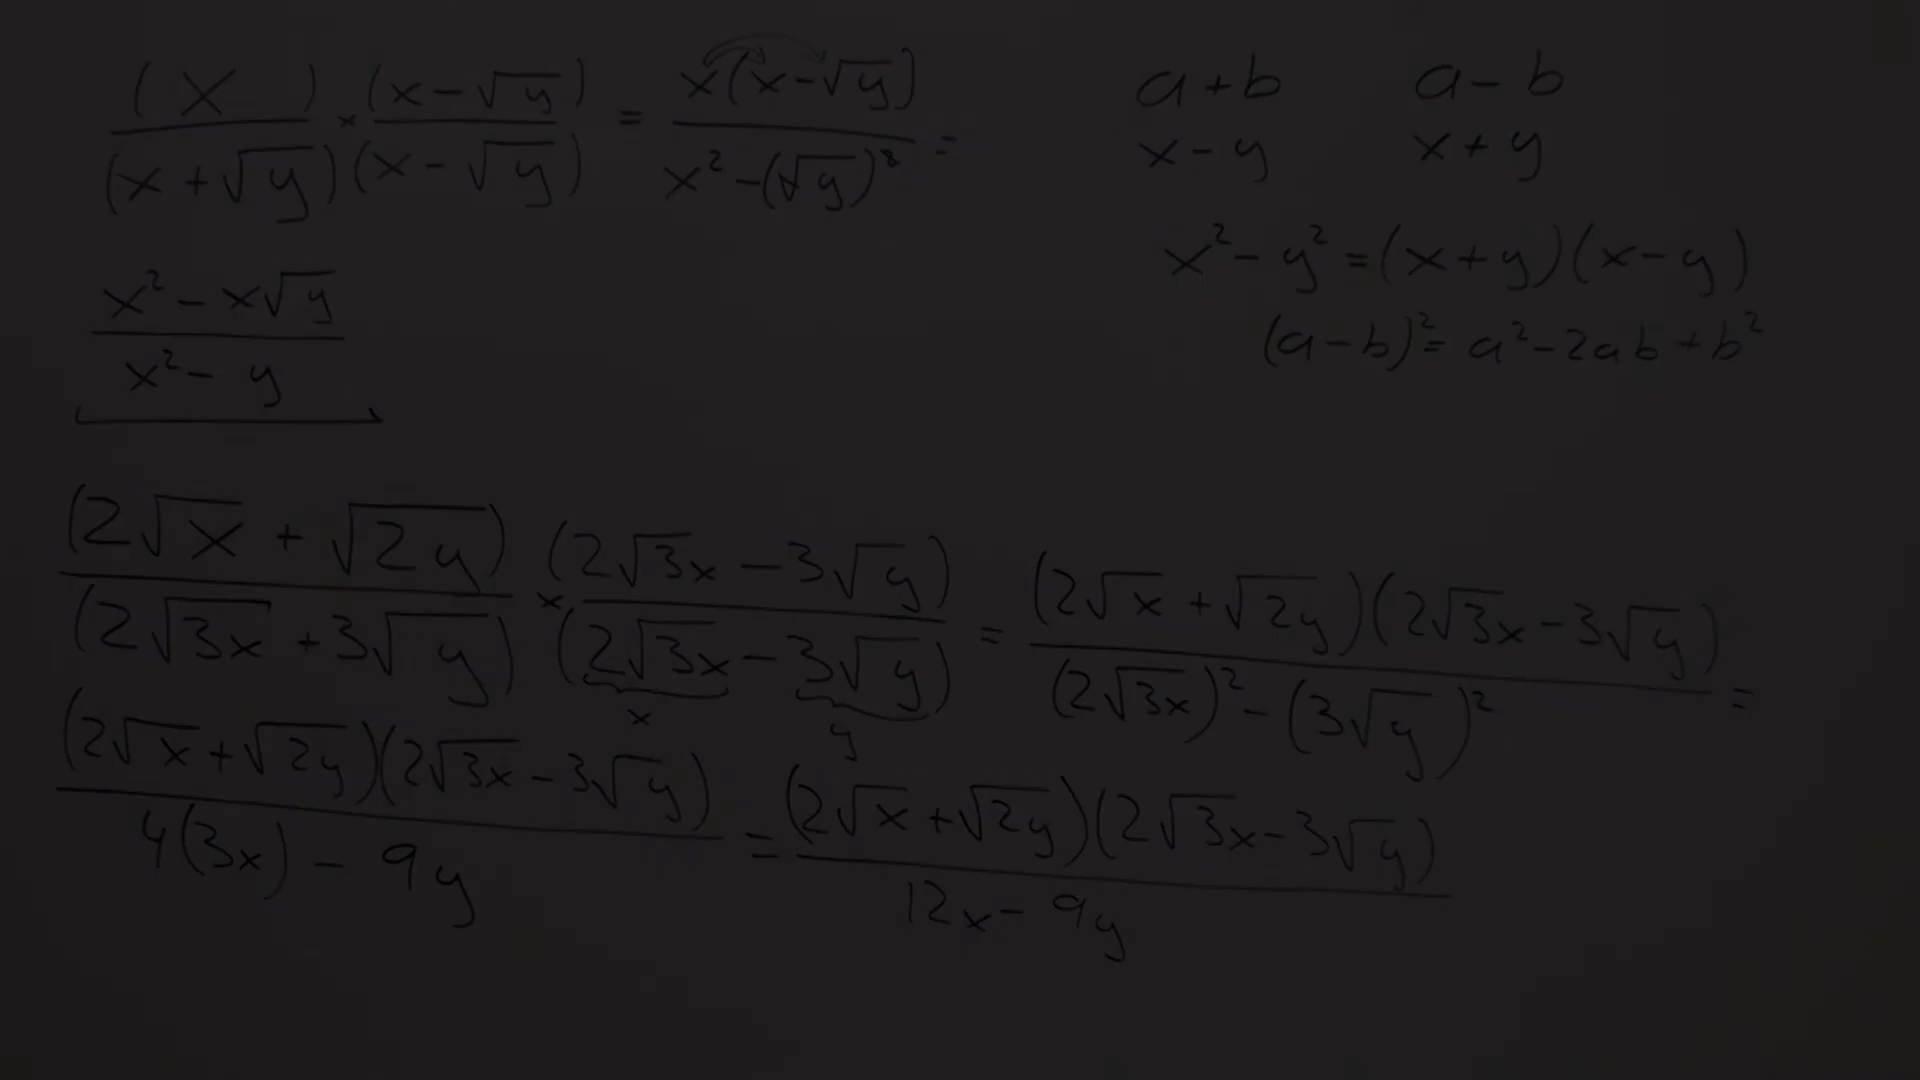 (x)/(x+√y) × (x-√y)/(x-√y) = x(x-√y)/(x²-(√y)²) =
(x²-x√y)/(x²-y)
a+b a-b
x-y x+y
x²-y²=(x+y)(x-y)
(a-b)²=a²-2ab+b²
(2√x+√2y)/(2√3x+3√y) × (2√3x-3√y)/(2√3x-3√y) = (2√x+√2y)(2√3x-3√y)/((2√3x)²-(3√y)²) =
x y
(2√x+√2y)(2√3x-3√y)/(4(3x)-9y) = (2√x+√2y)(2√3x-3√y)/(12x-9y)